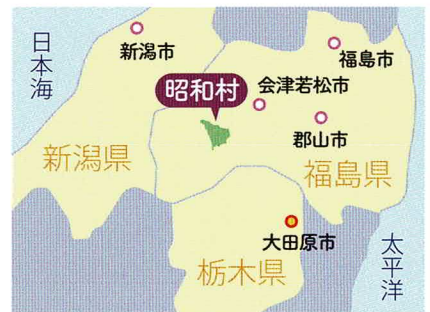 日本海
新潟市
福島市
昭和村
会津若松市
郡山市
新潟県
福島県
大田原市
栃木県
太平洋